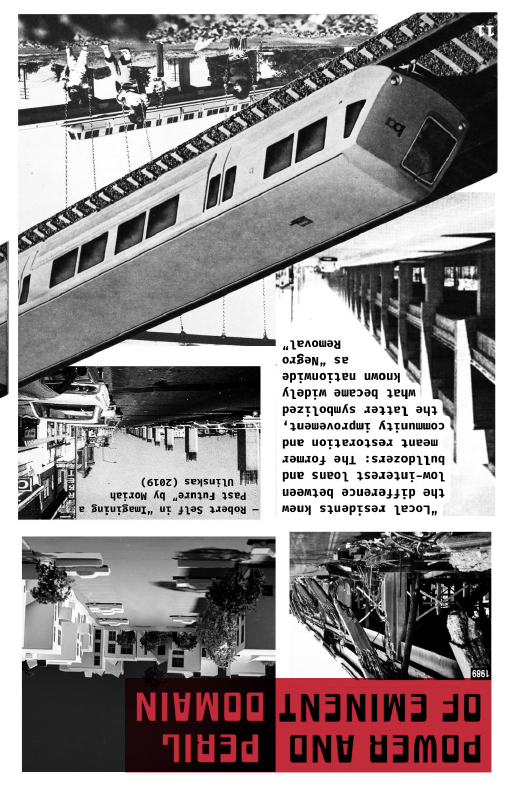 POWER AND PERIL
OF EMINENT DOMAIN
1989
"Local residents knew
the difference between
low-interest loans and
bulldozers: The former
meant restoration and
community improvement,
the latter symbolized
what became widely
known nationwide
as "Negro
Removal"
— Robert Self in "Imagining a
Past Future" by Moriah
Ulinskas (2019)
ba
11